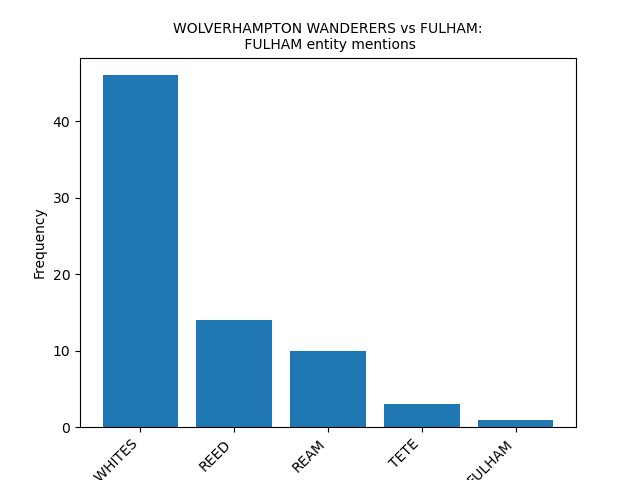 WOLVERHAMPTON WANDERERS vs FULHAM:
FULHAM entity mentions
Frequency
40
30
20
10
0
WHITES
REED
REAM
TETE
FULHAM